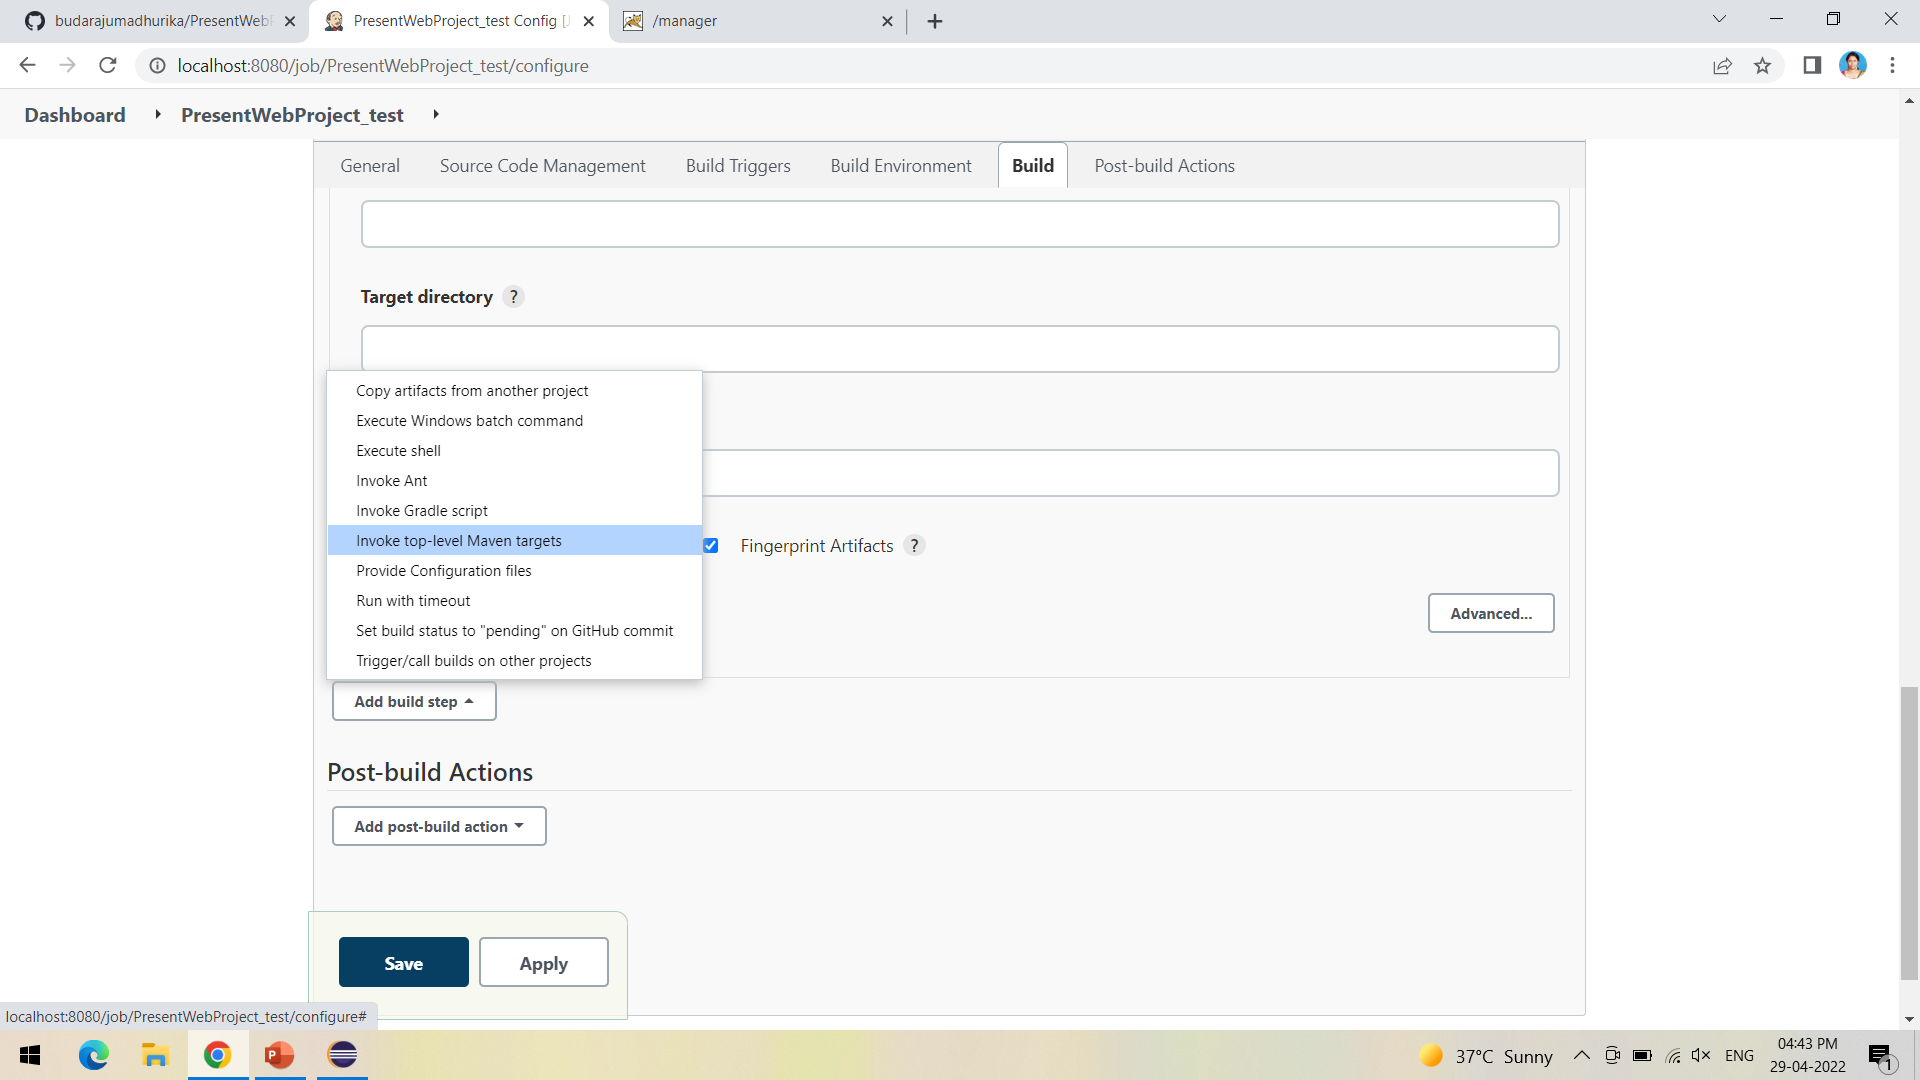 budarajumadhurika/PresentWeb
PresentWebProject_test Config [
/manager
localhost:8080/job/PresentWebProject_test/configure
Dashboard
PresentWebProject_test
General
Source Code Management
Build Triggers
Build Environment
Build
Post-build Actions
Target directory ?
Copy artifacts from another project
Execute Windows batch command
Execute shell
Invoke Ant
Invoke Gradle script
Invoke top-level Maven targets
Provide Configuration files
Run with timeout
Set build status to "pending" on GitHub commit
Trigger/call builds on other projects
Fingerprint Artifacts ?
Advanced...
Add build step
Post-build Actions
Add post-build action
Save
Apply
localhost:8080/job/PresentWebProject_test/configure#
37°C Sunny
ENG
04:43 PM
29-04-2022
1